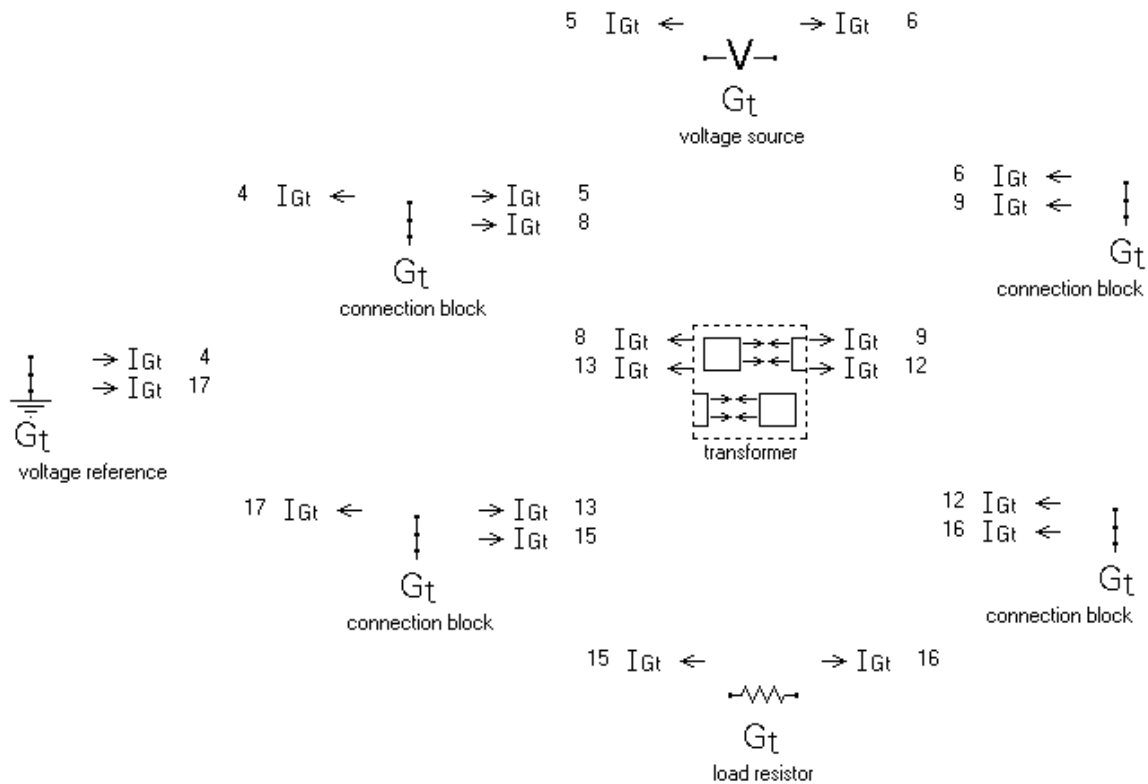 5 IGt IGt 6
V
Gt
voltage source
4 IGt IGt 5
IGt 8
Gt
connection block
6 IGt
9 IGt
Gt
connection block
IGt 4
IGt 17
Gt
voltage reference
8 IGt IGt 9
13 IGt IGt 12
transformer
17 IGt IGt 13
IGt 15
Gt
connection block
12 IGt
16 IGt
Gt
connection block
15 IGt IGt 16
Gt
load resistor